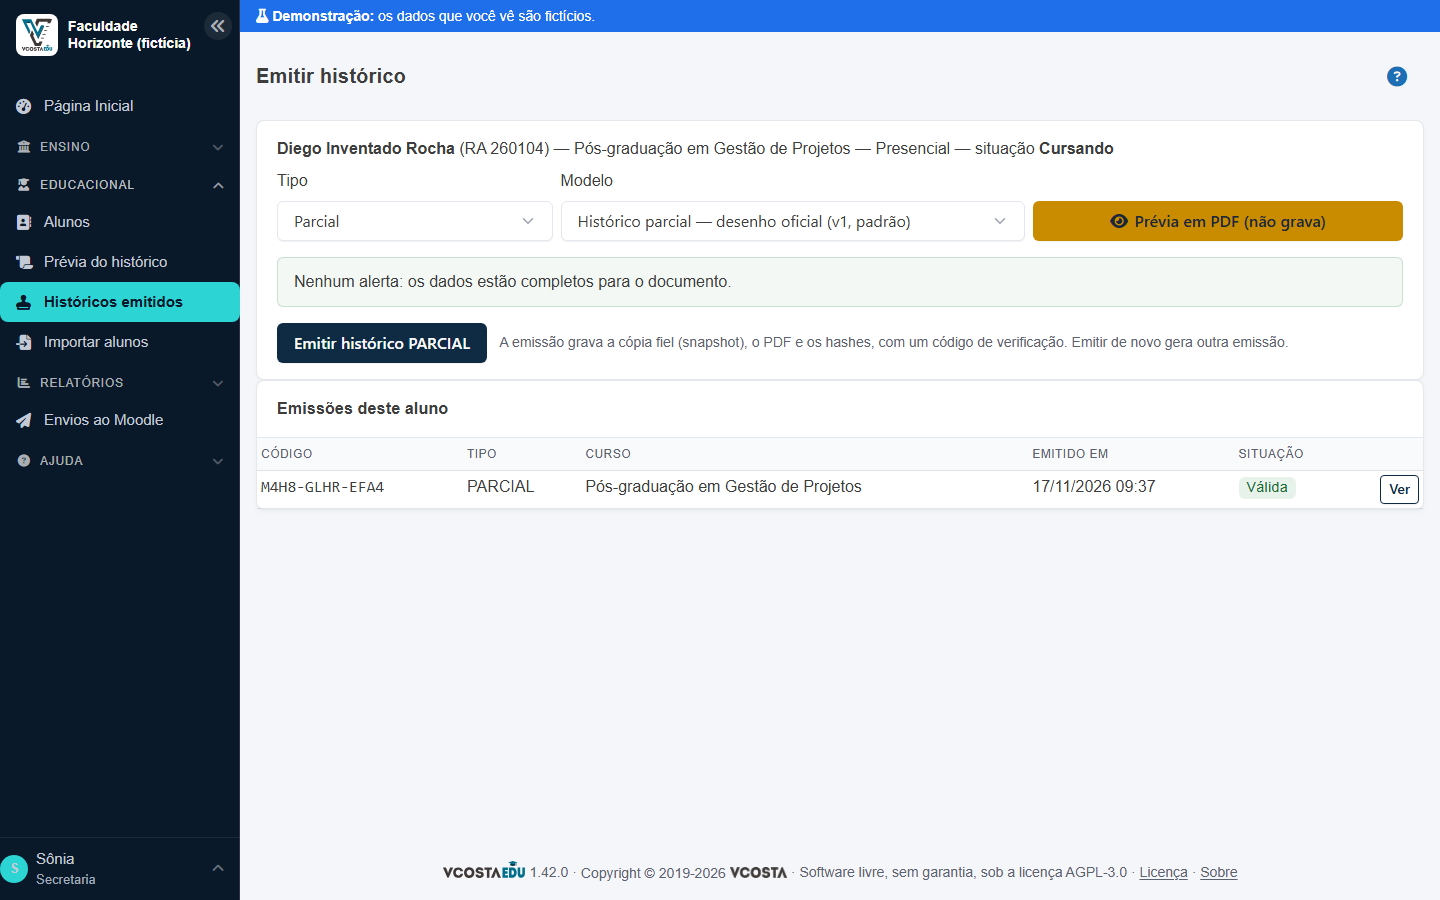 Faculdade
Horizonte (fictícia)
VCOSTAEDU
Demonstração: os dados que você vê são fictícios.
Página Inicial
ENSINO
EDUCACIONAL
Alunos
Prévia do histórico
Históricos emitidos
Importar alunos
RELATÓRIOS
Envios ao Moodle
AJUDA
S
Sônia
Secretaria
Emitir histórico
?
Diego Inventado Rocha (RA 260104) — Pós-graduação em Gestão de Projetos — Presencial — situação Cursando
Tipo
Modelo
Parcial
Histórico parcial — desenho oficial (v1, padrão)
Prévia em PDF (não grava)
Nenhum alerta: os dados estão completos para o documento.
Emitir histórico PARCIAL
A emissão grava a cópia fiel (snapshot), o PDF e os hashes, com um código de verificação. Emitir de novo gera outra emissão.
Emissões deste aluno
CÓDIGO TIPO CURSO EMITIDO EM SITUAÇÃO
M4H8-GLHR-EFA4 PARCIAL Pós-graduação em Gestão de Projetos 17/11/2026 09:37 Válida Ver
VCOSTAEDU 1.42.0 · Copyright © 2019-2026 VCOSTA · Software livre, sem garantia, sob a licença AGPL-3.0 · Licença · Sobre